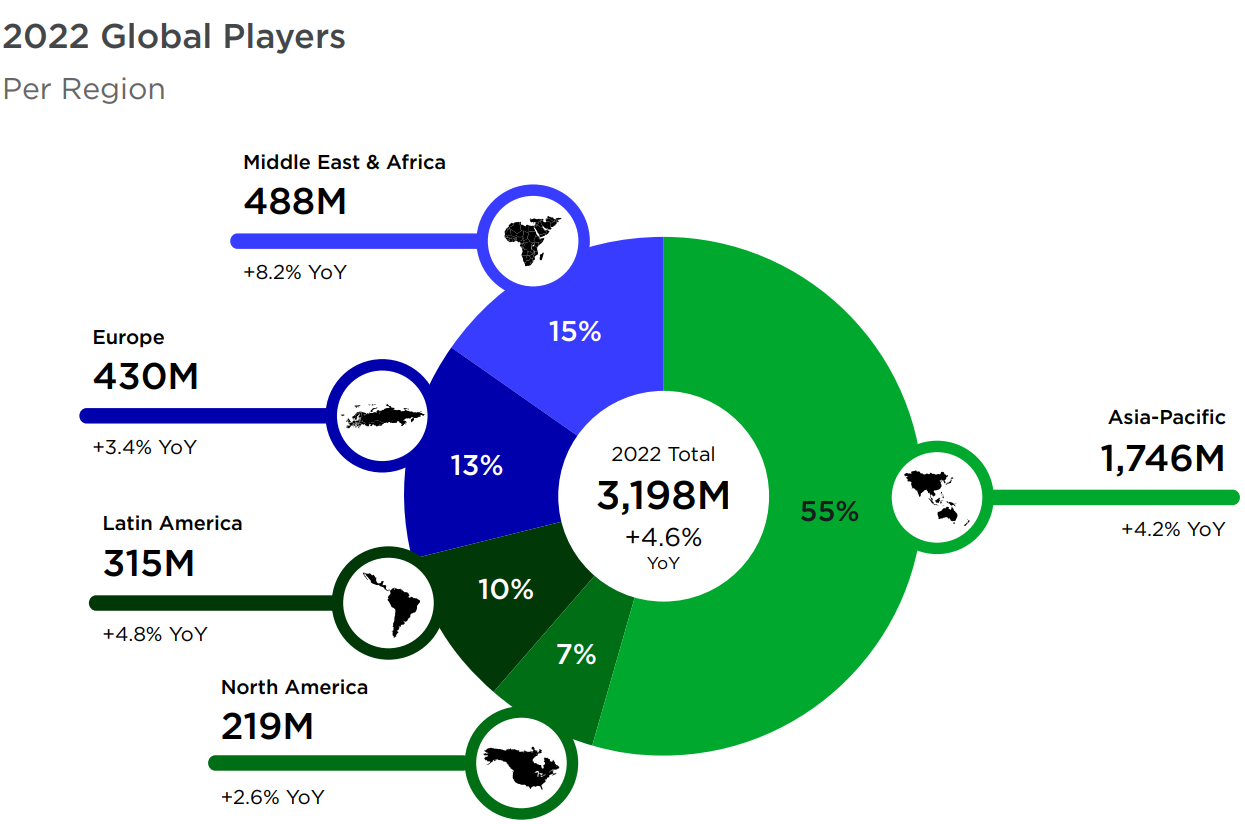 2022 Global Players
Per Region
Middle East & Africa
488M
+8.2% YoY
15%
Europe
430M
+3.4% YoY
13%
Latin America
315M
+4.8% YoY
10%
North America
219M
+2.6% YoY
7%
2022 Total
3,198M
+4.6%
YoY
55%
Asia-Pacific
1,746M
+4.2% YoY